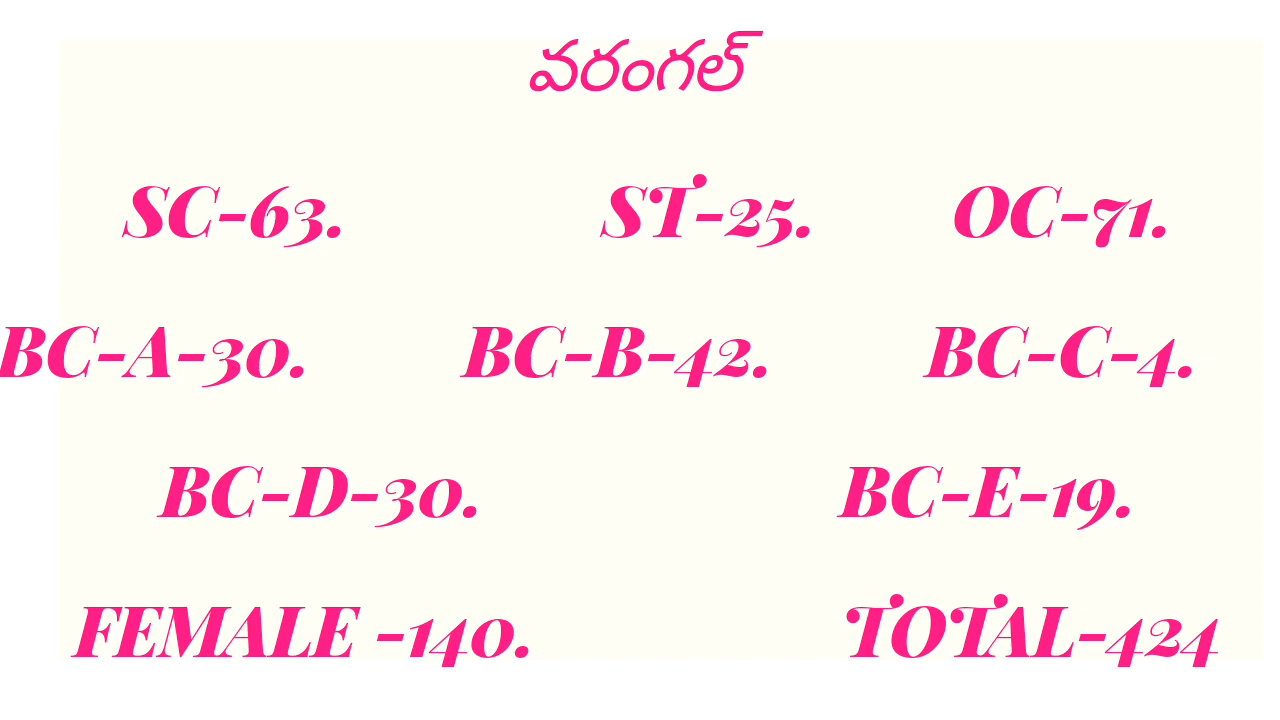 వరంగల్
SC-63. ST-25. OC-71.
BC-A-30. BC-B-42. BC-C-4.
BC-D-30. BC-E-19.
FEMALE -140. TOTAL-424